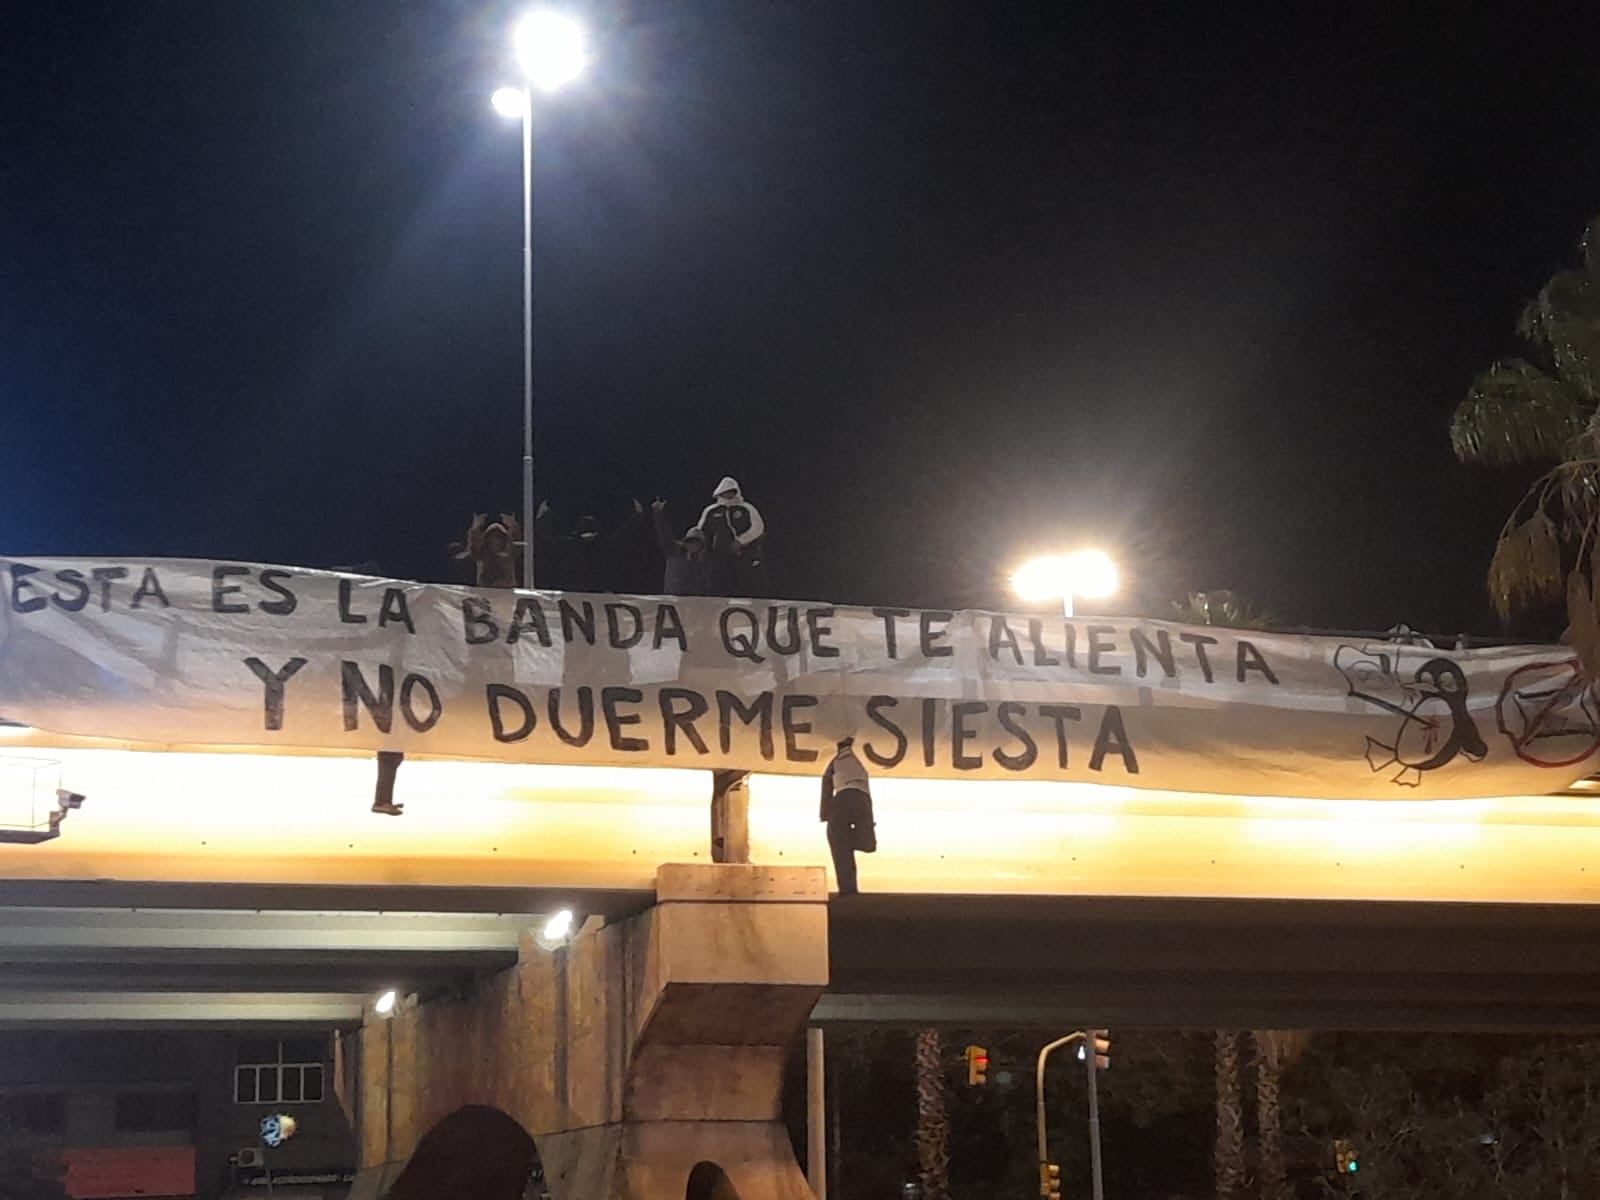 ESTA ES LA BANDA QUE TE ALIENTA
Y NO DUERME SIESTA